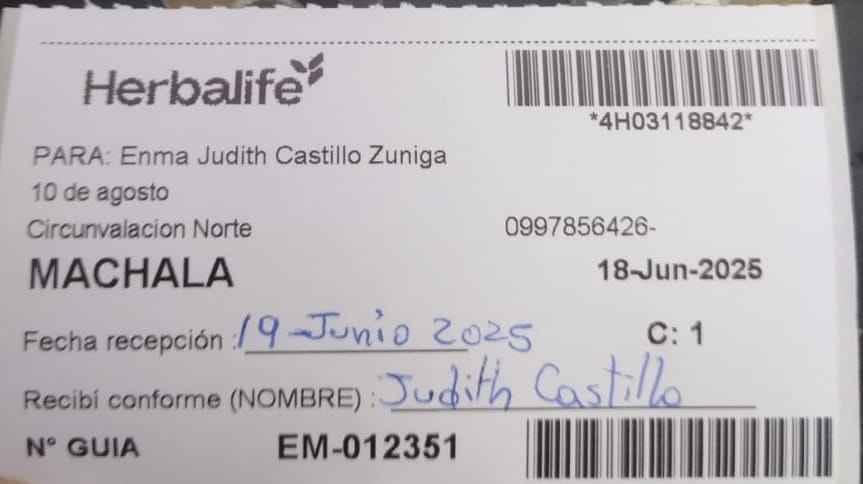 Herbalife
*4H03118842*
PARA: Enma Judith Castillo Zuniga
10 de agosto
Circunvalacion Norte 0997856426-
MACHALA 18-Jun-2025
Fecha recepción : 19-Junio 2025 C: 1
Recibí conforme (NOMBRE) : Judith Castillo
N° GUIA EM-012351